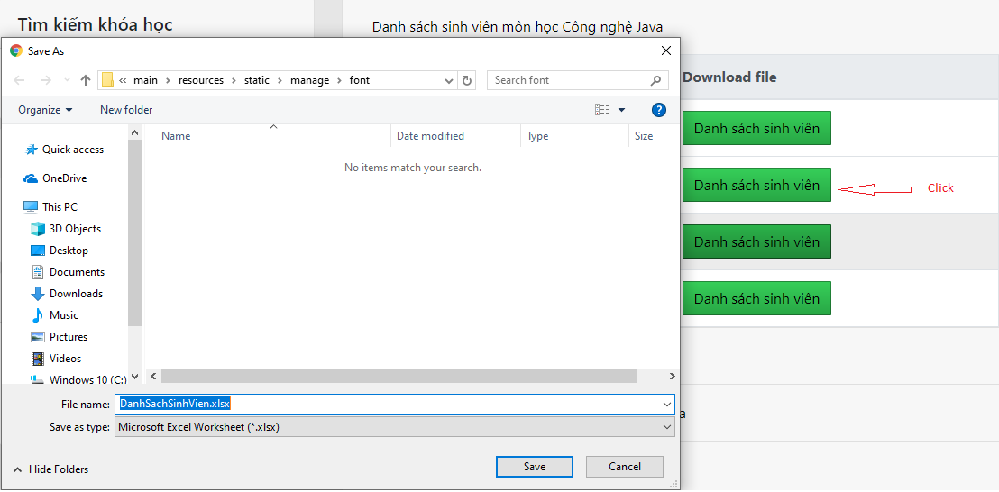 Tìm kiếm khóa học
Danh sách sinh viên môn học Công nghệ Java
Save As
« main › resources › static › manage › font
Search font
Organize
New folder
Name
Date modified
Type
Size
No items match your search.
Quick access
OneDrive
This PC
3D Objects
Desktop
Documents
Downloads
Music
Pictures
Videos
Windows 10 (C:)
File name: DanhSachSinhVien.xlsx
Save as type: Microsoft Excel Worksheet (*.xlsx)
Hide Folders
Save
Cancel
Download file
Danh sách sinh viên
Danh sách sinh viên
Click
Danh sách sinh viên
Danh sách sinh viên
a